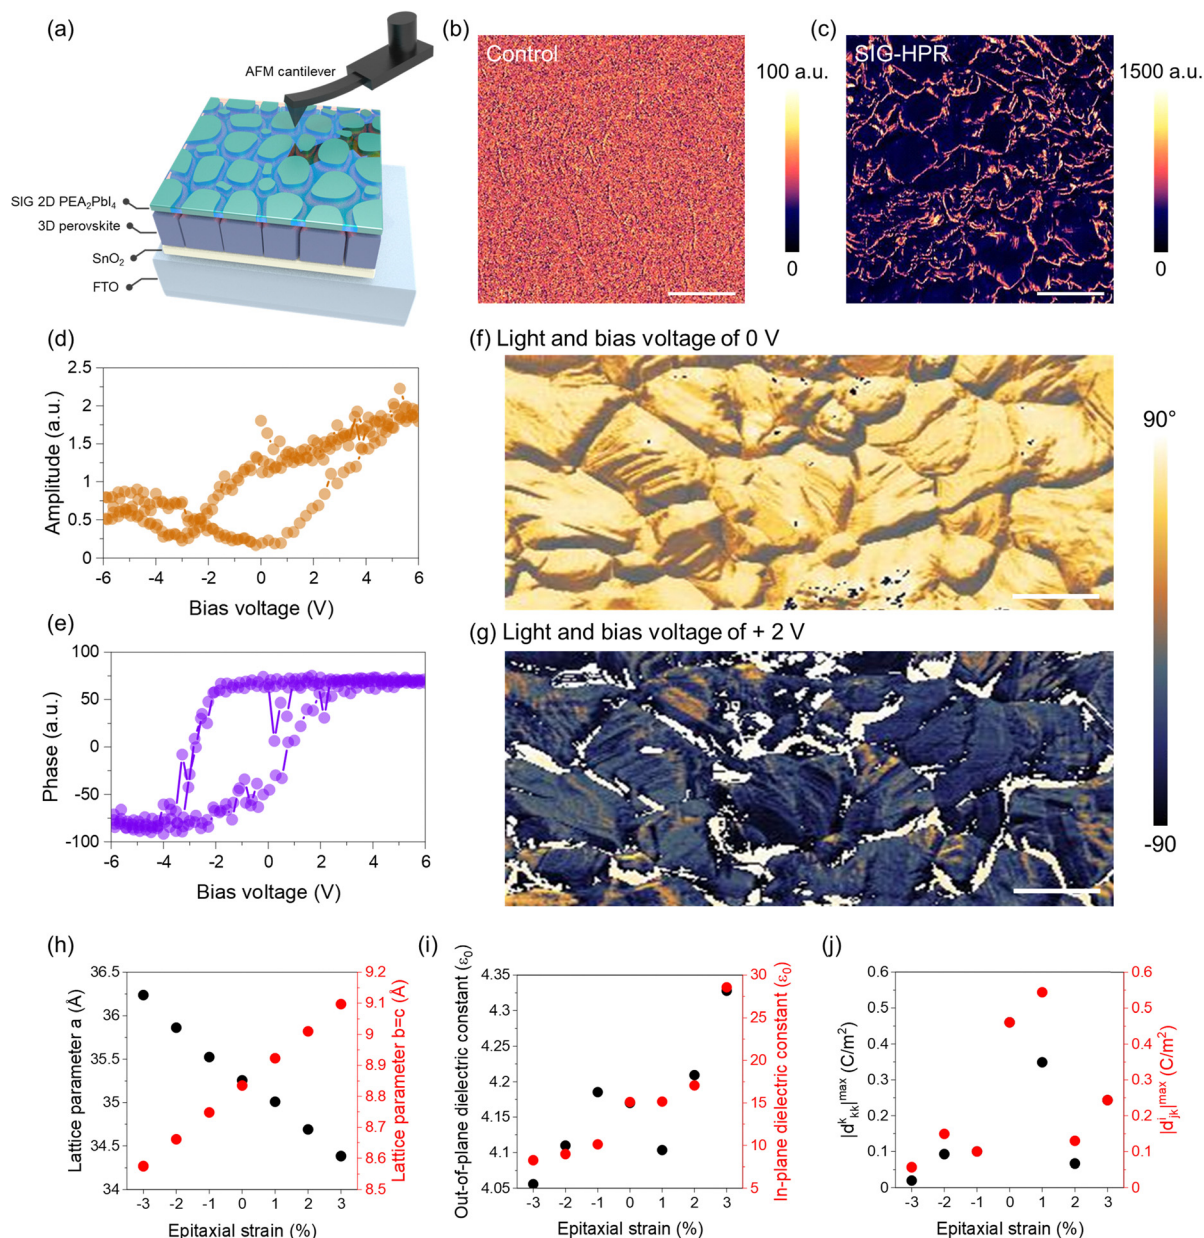 (a)
AFM cantilever
SIG 2D PEA₂PbI₄
3D perovskite
SnO₂
FTO
(b)
Control
100 a.u.
0
(c)
SIG-HPR
1500 a.u.
0
(d)
2.5
2
1.5
1
0.5
0
Amplitude (a.u.)
-6 -4 -2 0 2 4 6
Bias voltage (V)
(e)
100
50
0
-50
-100
Phase (a.u.)
-6 -4 -2 0 2 4 6
Bias voltage (V)
(f) Light and bias voltage of 0 V
(g) Light and bias voltage of + 2 V
90°
-90
(h)
36.5
36
35.5
35
34.5
34
Lattice parameter a (Å)
9.2
9.1
9
8.9
8.8
8.7
8.6
8.5
Lattice parameter b=c (Å)
-3 -2 -1 0 1 2 3
Epitaxial strain (%)
(i)
4.35
4.3
4.25
4.2
4.15
4.1
4.05
Out-of-plane dielectric constant (ε₀)
30
25
20
15
10
5
In-plane dielectric constant (ε₀)
-3 -2 -1 0 1 2 3
Epitaxial strain (%)
(j)
0.6
0.5
0.4
0.3
0.2
0.1
0
|dᵏₖₖ|ᵐᵃˣ (C/m²)
0.6
0.5
0.4
0.3
0.2
0.1
0
|dⁱⱼₖ|ᵐᵃˣ (C/m²)
-3 -2 -1 0 1 2 3
Epitaxial strain (%)